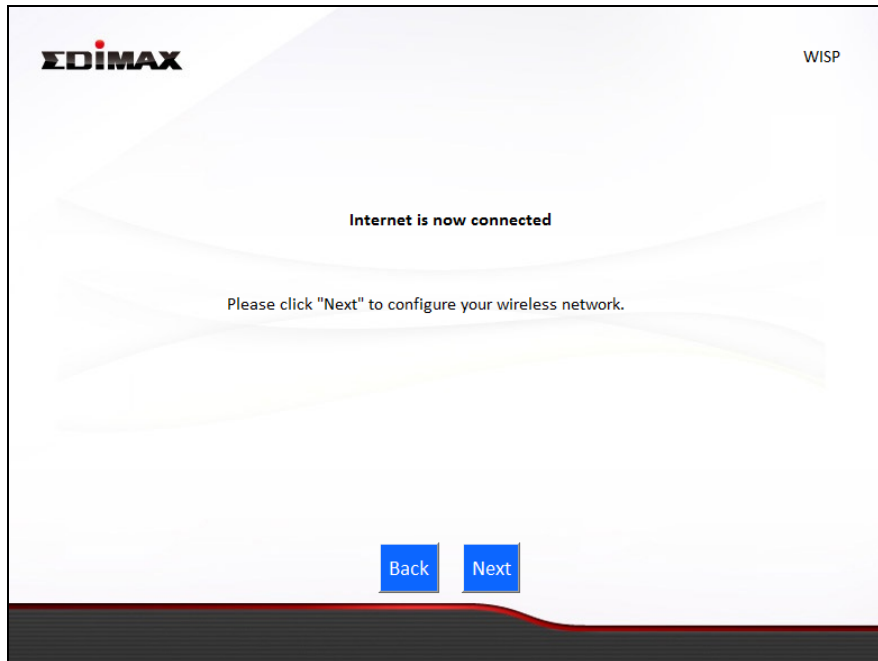 EDIMAX
WISP
Internet is now connected
Please click "Next" to configure your wireless network.
Back
Next